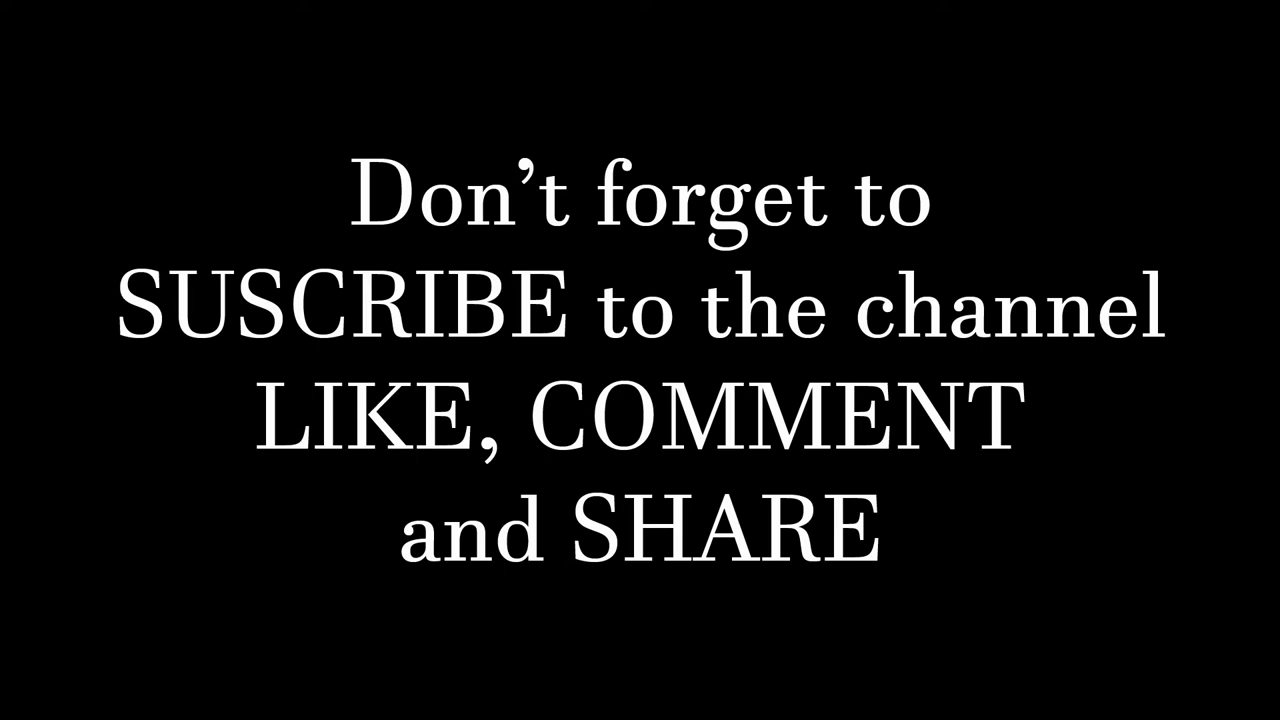 Don’t forget to
SUSCRIBE to the channel
LIKE, COMMENT
and SHARE